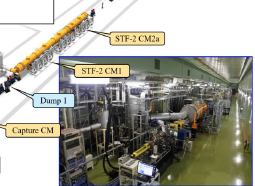 STF-2 CM2a
STF-2 CM1
Dump 1
Capture CM